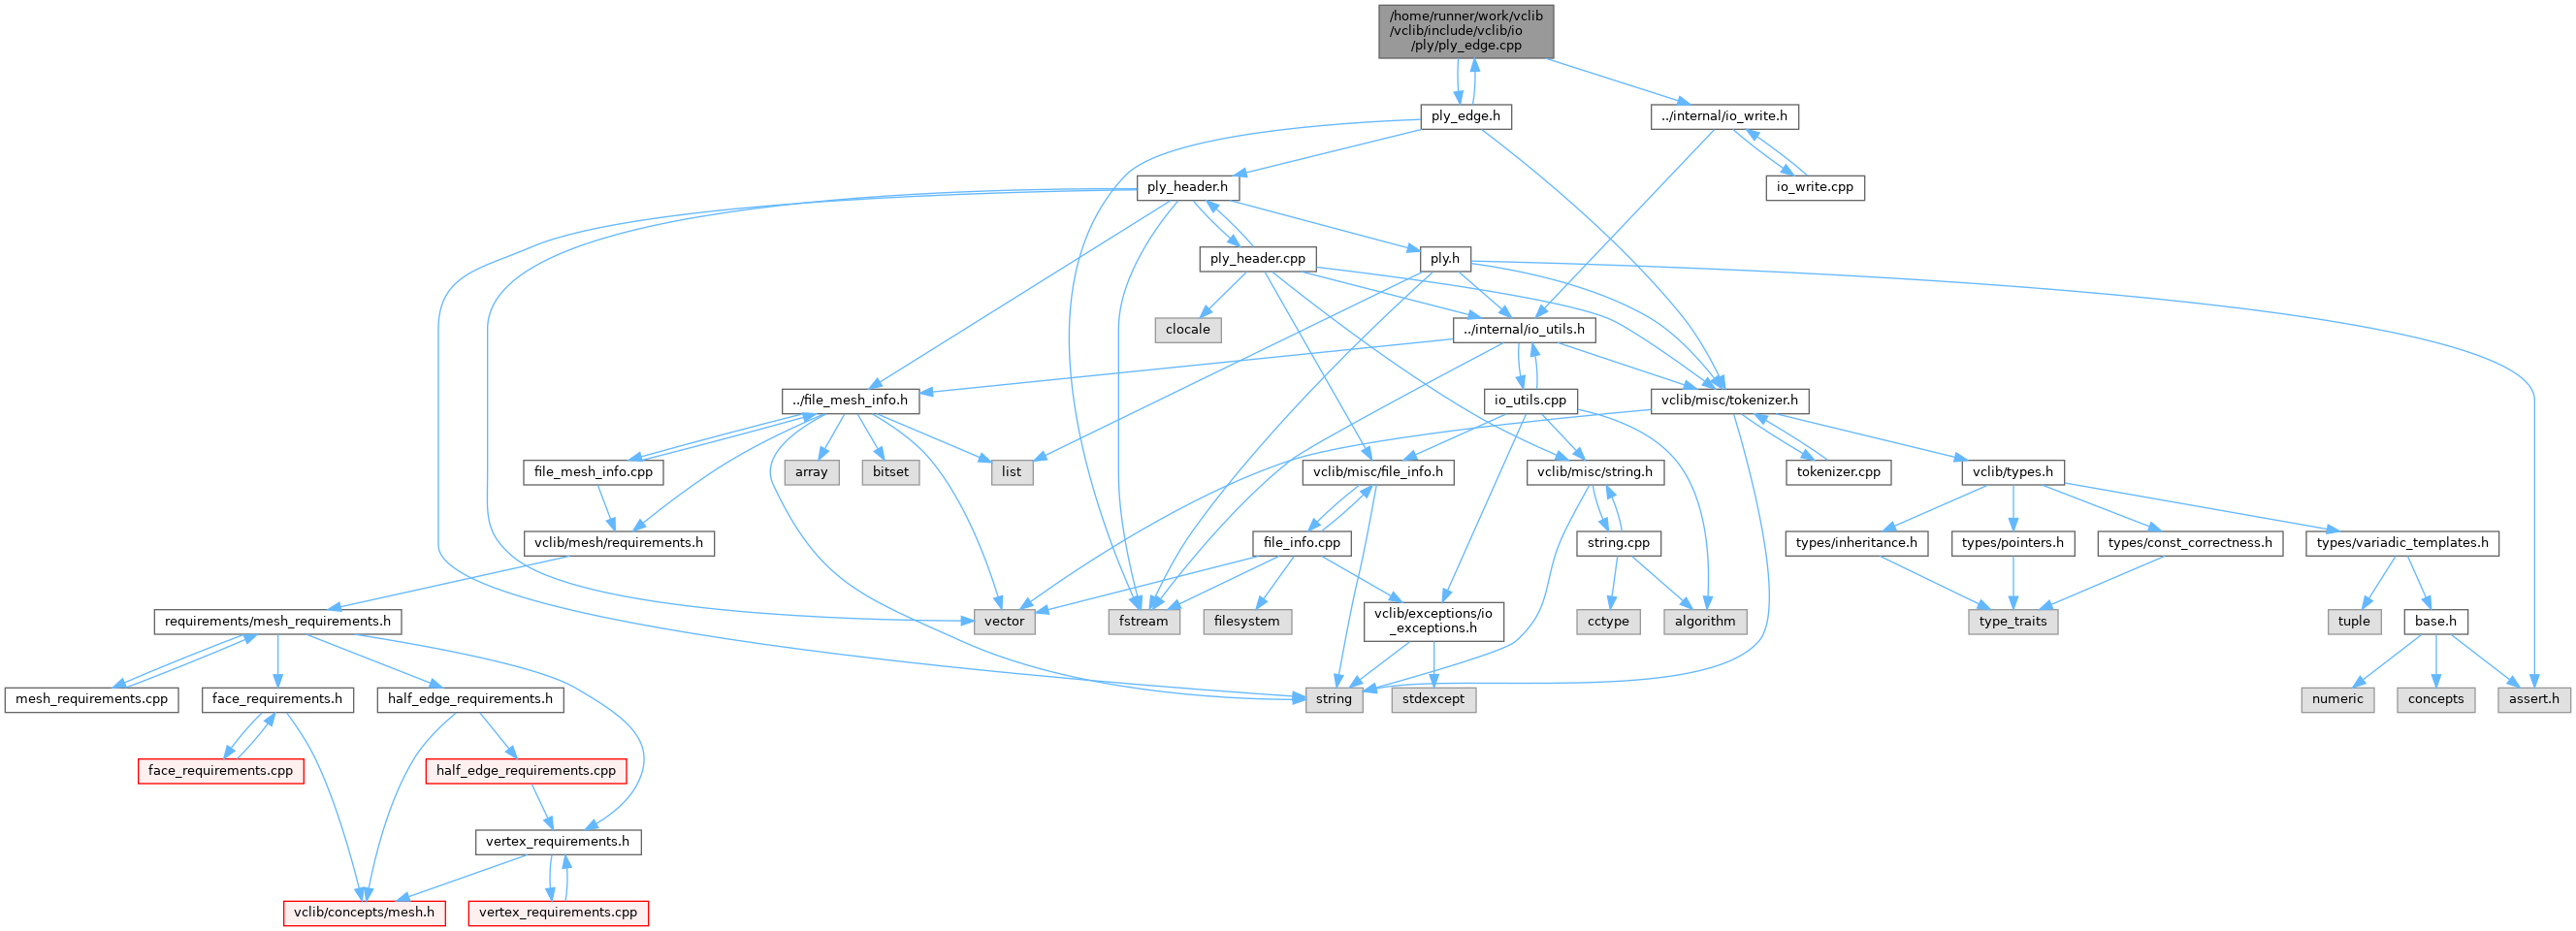 /home/runner/work/vclib
/vclib/include/vclib/io
/ply/ply_edge.cpp
ply_edge.h
../internal/io_write.h
ply_header.h
io_write.cpp
ply_header.cpp
ply.h
clocale
../internal/io_utils.h
../file_mesh_info.h
io_utils.cpp
vclib/misc/tokenizer.h
file_mesh_info.cpp
array
bitset
list
vclib/misc/file_info.h
vclib/misc/string.h
tokenizer.cpp
vclib/types.h
vclib/mesh/requirements.h
file_info.cpp
string.cpp
types/inheritance.h
types/pointers.h
types/const_correctness.h
types/variadic_templates.h
requirements/mesh_requirements.h
vector
fstream
filesystem
vclib/exceptions/io
_exceptions.h
cctype
algorithm
type_traits
tuple
base.h
mesh_requirements.cpp
face_requirements.h
half_edge_requirements.h
string
stdexcept
numeric
concepts
assert.h
face_requirements.cpp
half_edge_requirements.cpp
vertex_requirements.h
vclib/concepts/mesh.h
vertex_requirements.cpp